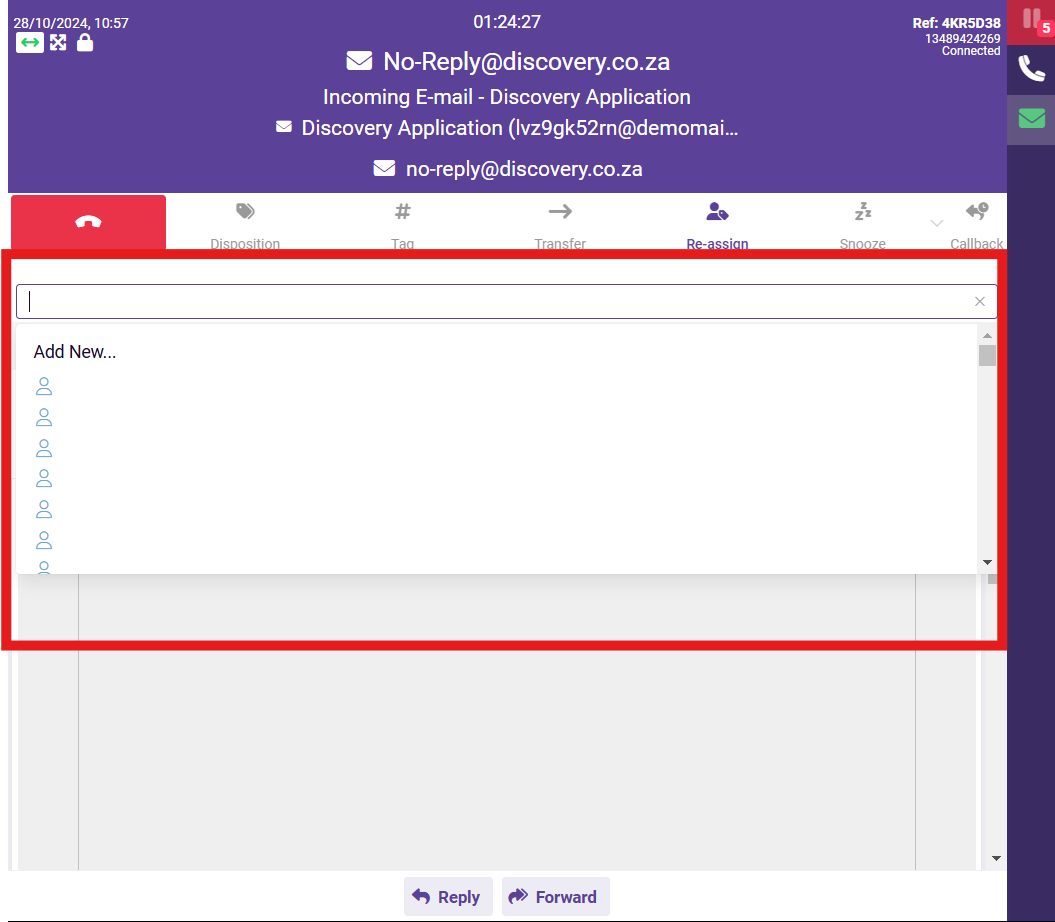 28/10/2024, 10:57
01:24:27
Ref: 4KR5D38
13489424269
Connected
5
No-Reply@discovery.co.za
Incoming E-mail - Discovery Application
Discovery Application (lvz9gk52rn@demomai...
no-reply@discovery.co.za
Disposition
#
Tag
Transfer
Re-assign
z z z
Snooze
Callback
Add New...
Reply
Forward